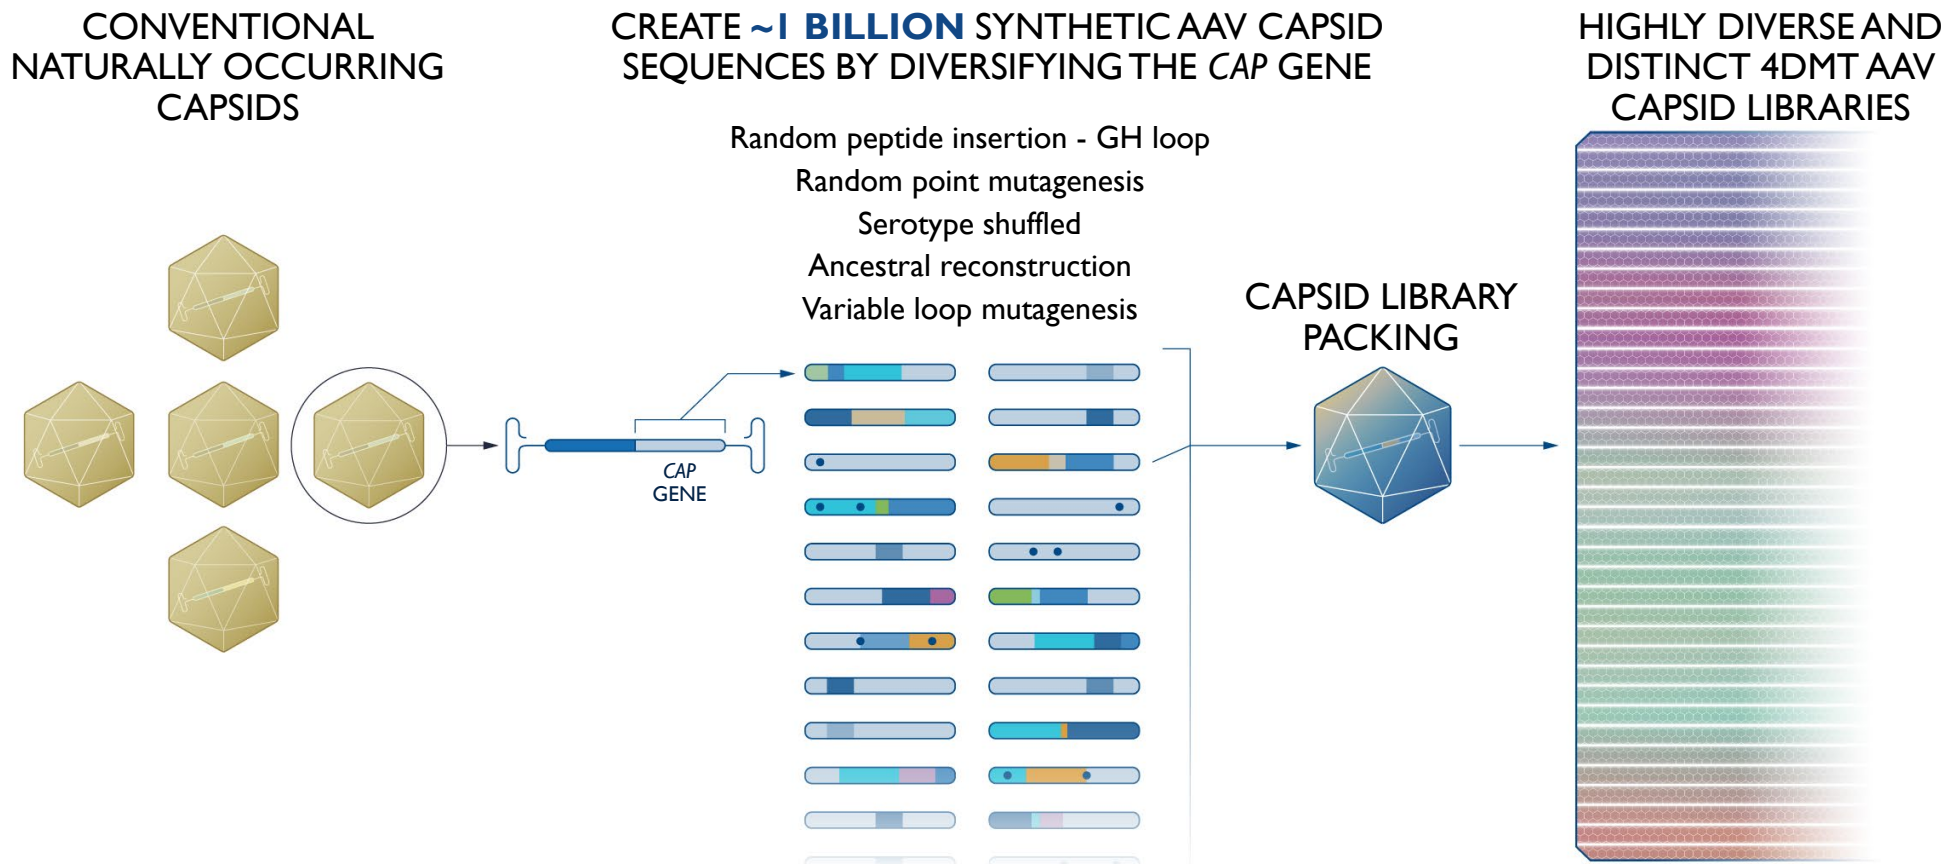 CONVENTIONAL
NATURALLY OCCURRING
CAPSIDS
CREATE ~1 BILLION SYNTHETIC AAV CAPSID
SEQUENCES BY DIVERSIFYING THE CAP GENE
Random peptide insertion - GH loop
Random point mutagenesis
Serotype shuffled
Ancestral reconstruction
Variable loop mutagenesis
CAP
GENE
CAPSID LIBRARY
PACKING
HIGHLY DIVERSE AND
DISTINCT 4DMT AAV
CAPSID LIBRARIES